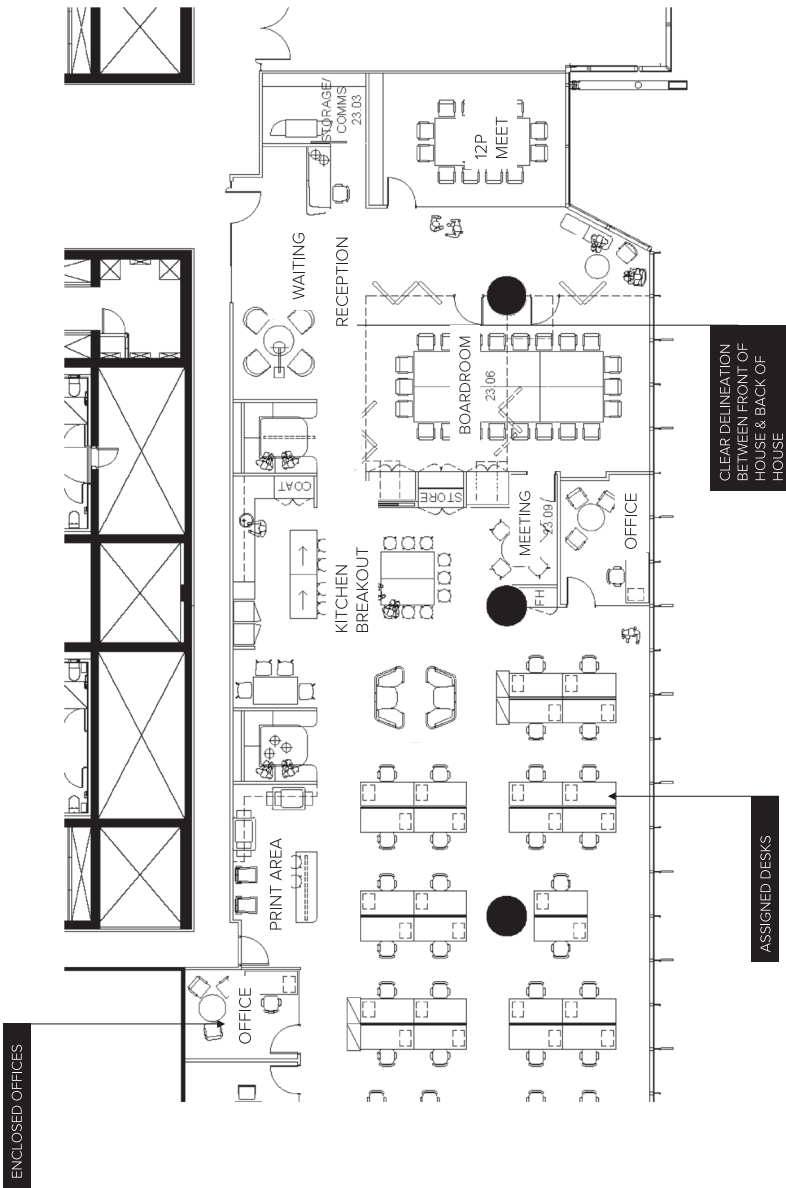 STORAGE/
COMMS
23.03
12P
MEET
WAITING
RECEPTION
BOARDROOM
23.06
CLEAR DELINEATION
BETWEEN FRONT OF
HOUSE & BACK OF
HOUSE
COAT
STORE
MEETING
23.09
OFFICE
KITCHEN
BREAKOUT
FH
PRINT AREA
ASSIGNED DESKS
OFFICE
ENCLOSED OFFICES